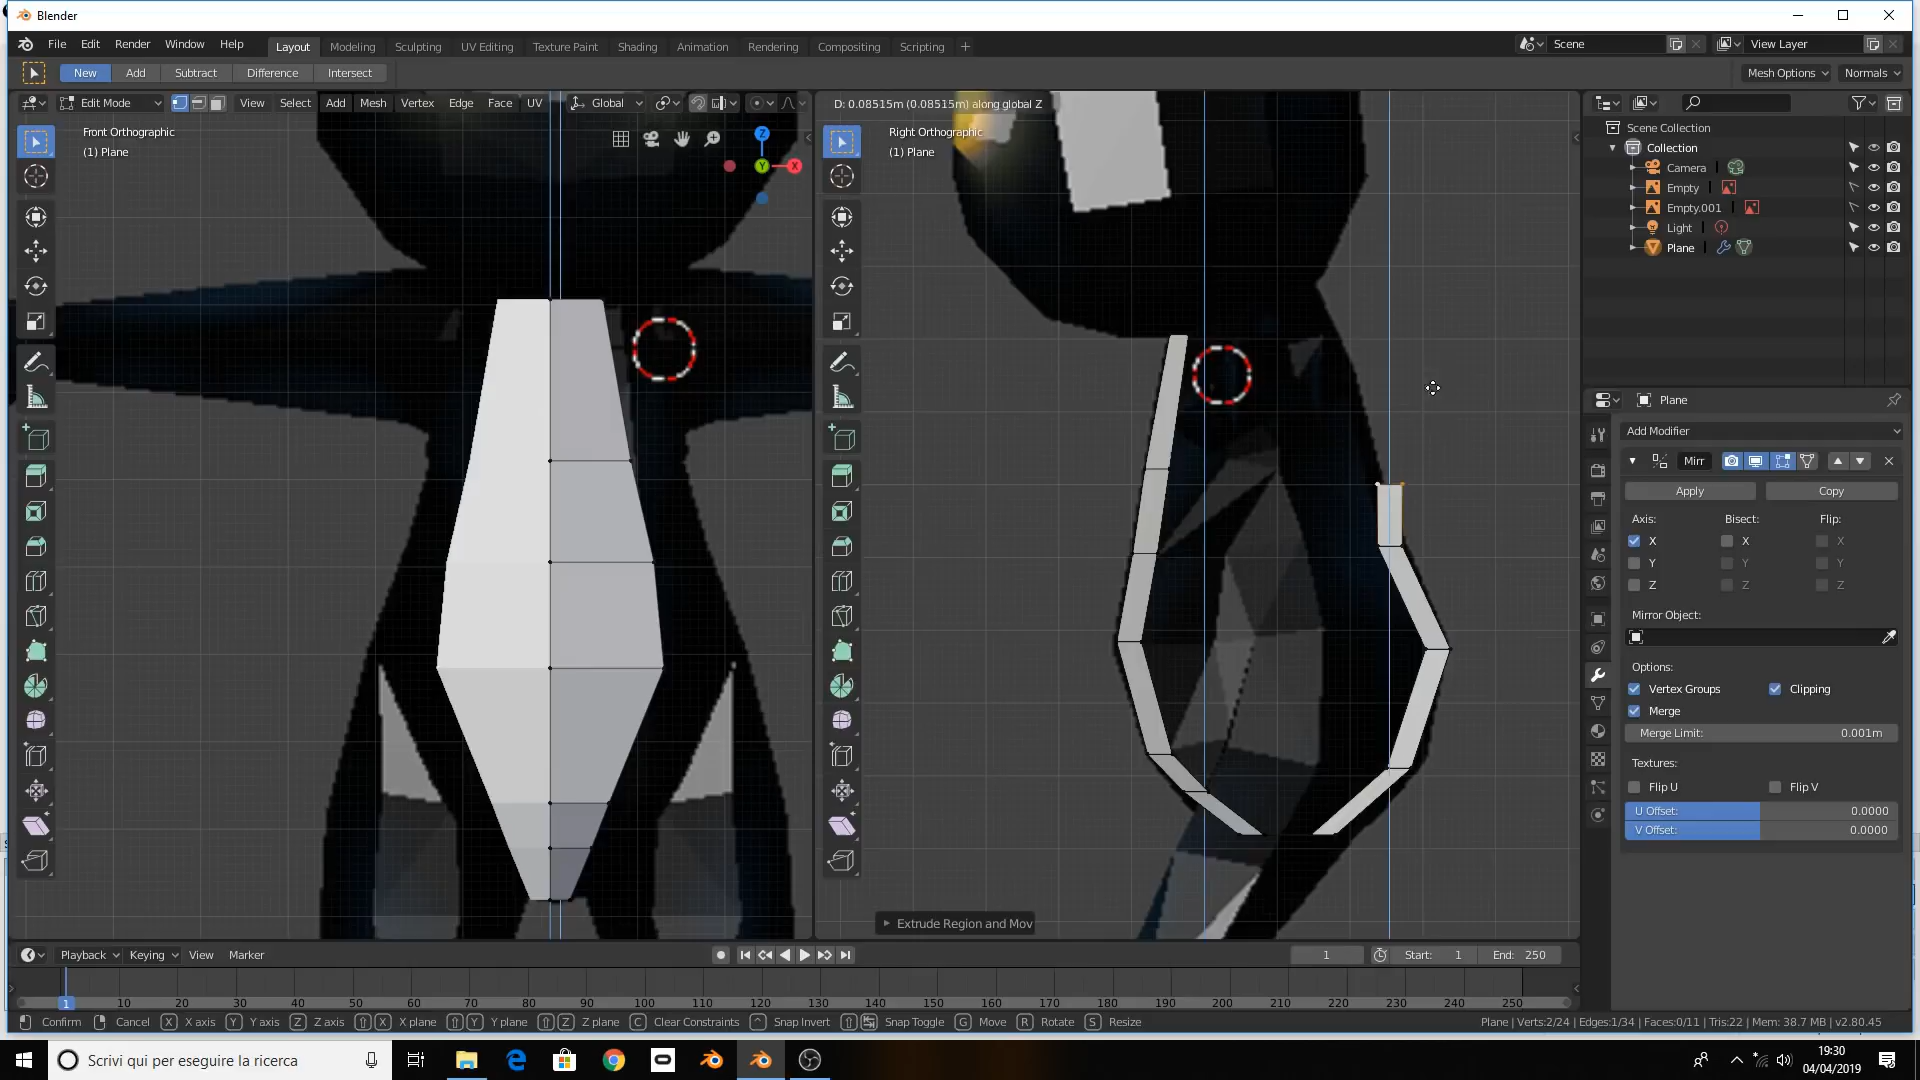 Blender
File Edit Render Window Help
Layout Modeling Sculpting UV Editing Texture Paint Shading Animation Rendering Compositing Scripting +
Scene
View Layer
New Add Subtract Difference Intersect
Mesh Options Normals
Edit Mode View Select Add Mesh Vertex Edge Face UV Global
D: 0.08515m (0.08515m) along global Z
Front Orthographic
(1) Plane
Z
Y
X
Right Orthographic
(1) Plane
Scene Collection
Collection
Camera
Empty
Empty.001
Light
Plane
Plane
Add Modifier
Mirr
Apply Copy
Axis: Bisect: Flip:
X X X
Y Y Y
Z Z Z
Mirror Object:
Options:
Vertex Groups Clipping
Merge
Merge Limit: 0.001m
Textures:
Flip U Flip V
U Offset: 0.0000
V Offset: 0.0000
Extrude Region and Mov
Playback Keying View Marker
1 Start: 1 End: 250
1 10 20 30 40 50 60 70 80 90 100 110 120 130 140 150 160 170 180 190 200 210 220 230 240 250
Confirm Cancel X X axis Y Y axis Z Z axis X X plane Y Y plane Z Z plane C Clear Constraints Snap Invert Snap Toggle G Move R Rotate S Resize
Plane | Verts:2/24 | Edges:1/34 | Faces:0/11 | Tris:22 | Mem: 38.7 MB | v2.80.45
Scrivi qui per eseguire la ricerca
19:30
04/04/2019